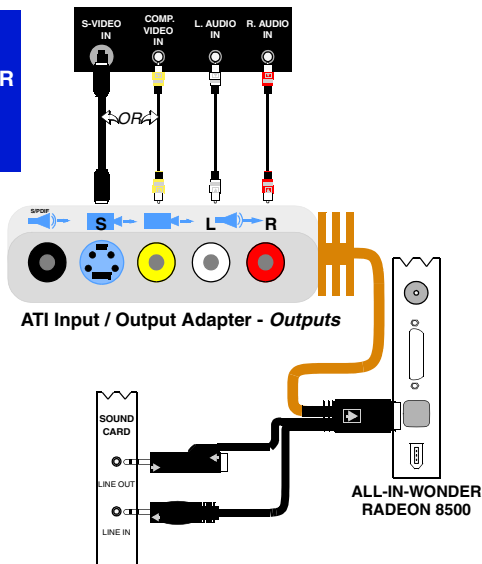 S-VIDEO IN
COMP. VIDEO IN
L. AUDIO IN
R. AUDIO IN
R
OR
S/PDIF
S
L
R
ATI Input / Output Adapter - Outputs
SOUND CARD
LINE OUT
LINE IN
ALL-IN-WONDER
RADEON 8500